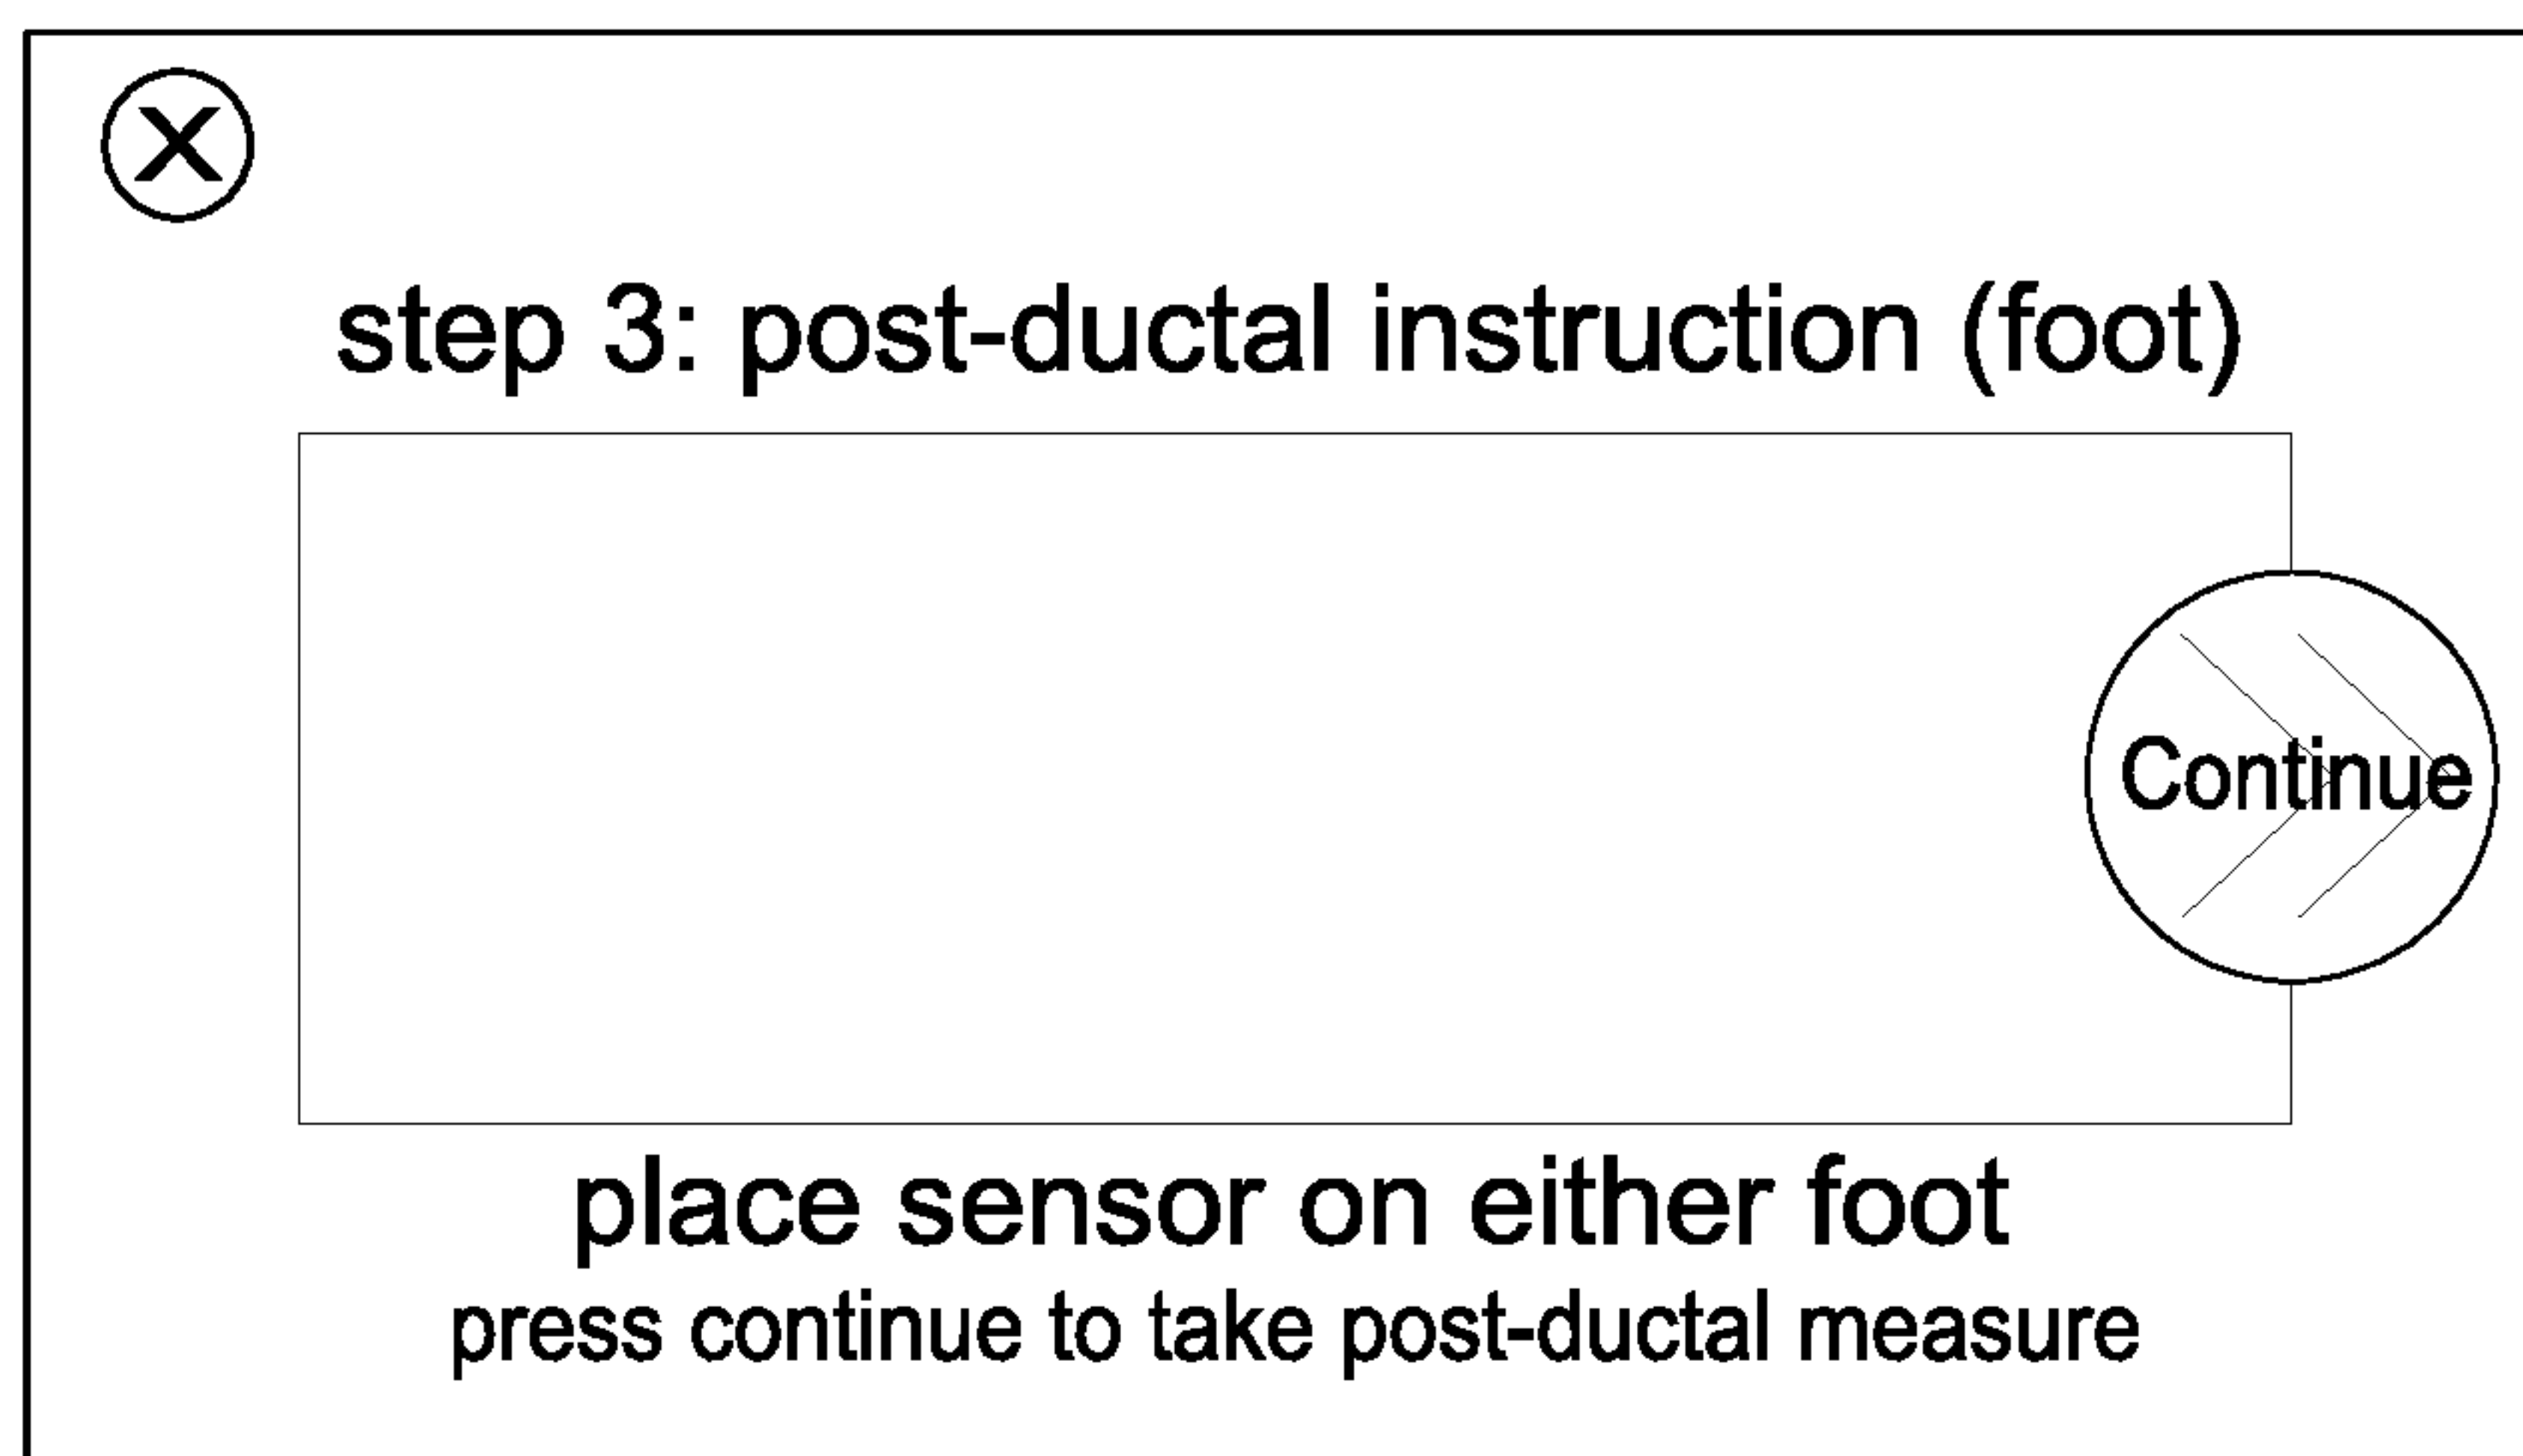 X
step 3: post-ductal instruction (foot)
Continue
place sensor on either foot
press continue to take post-ductal measure